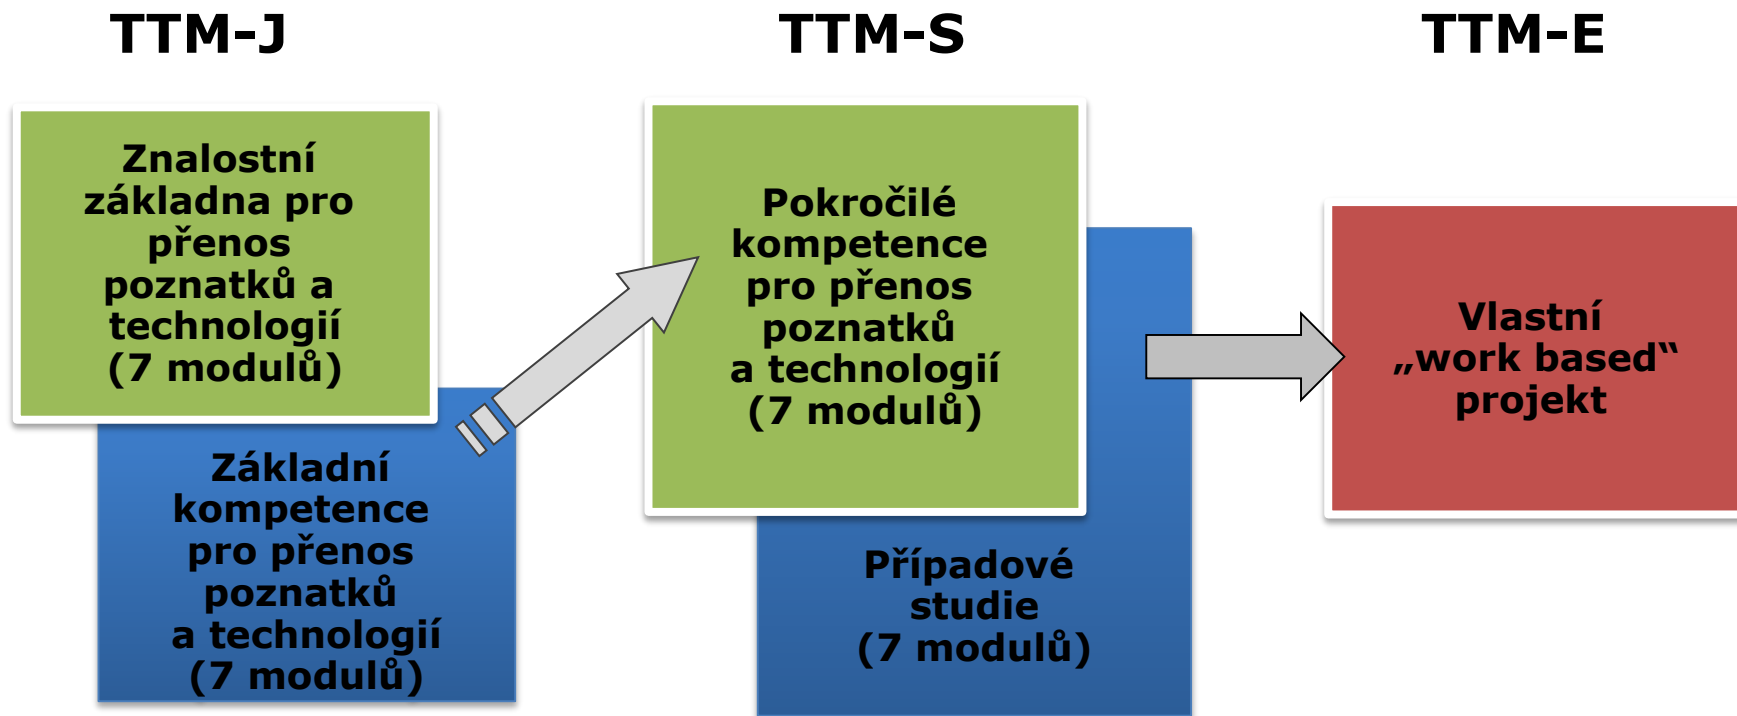 TTM-J
TTM-S
TTM-E
Znalostní
základna pro
přenos
poznatků a
technologií
(7 modulů)
Základní
kompetence
pro přenos
poznatků
a technologií
(7 modulů)
Pokročilé
kompetence
pro přenos
poznatků
a technologií
(7 modulů)
Případové
studie
(7 modulů)
Vlastní
„work based“
projekt